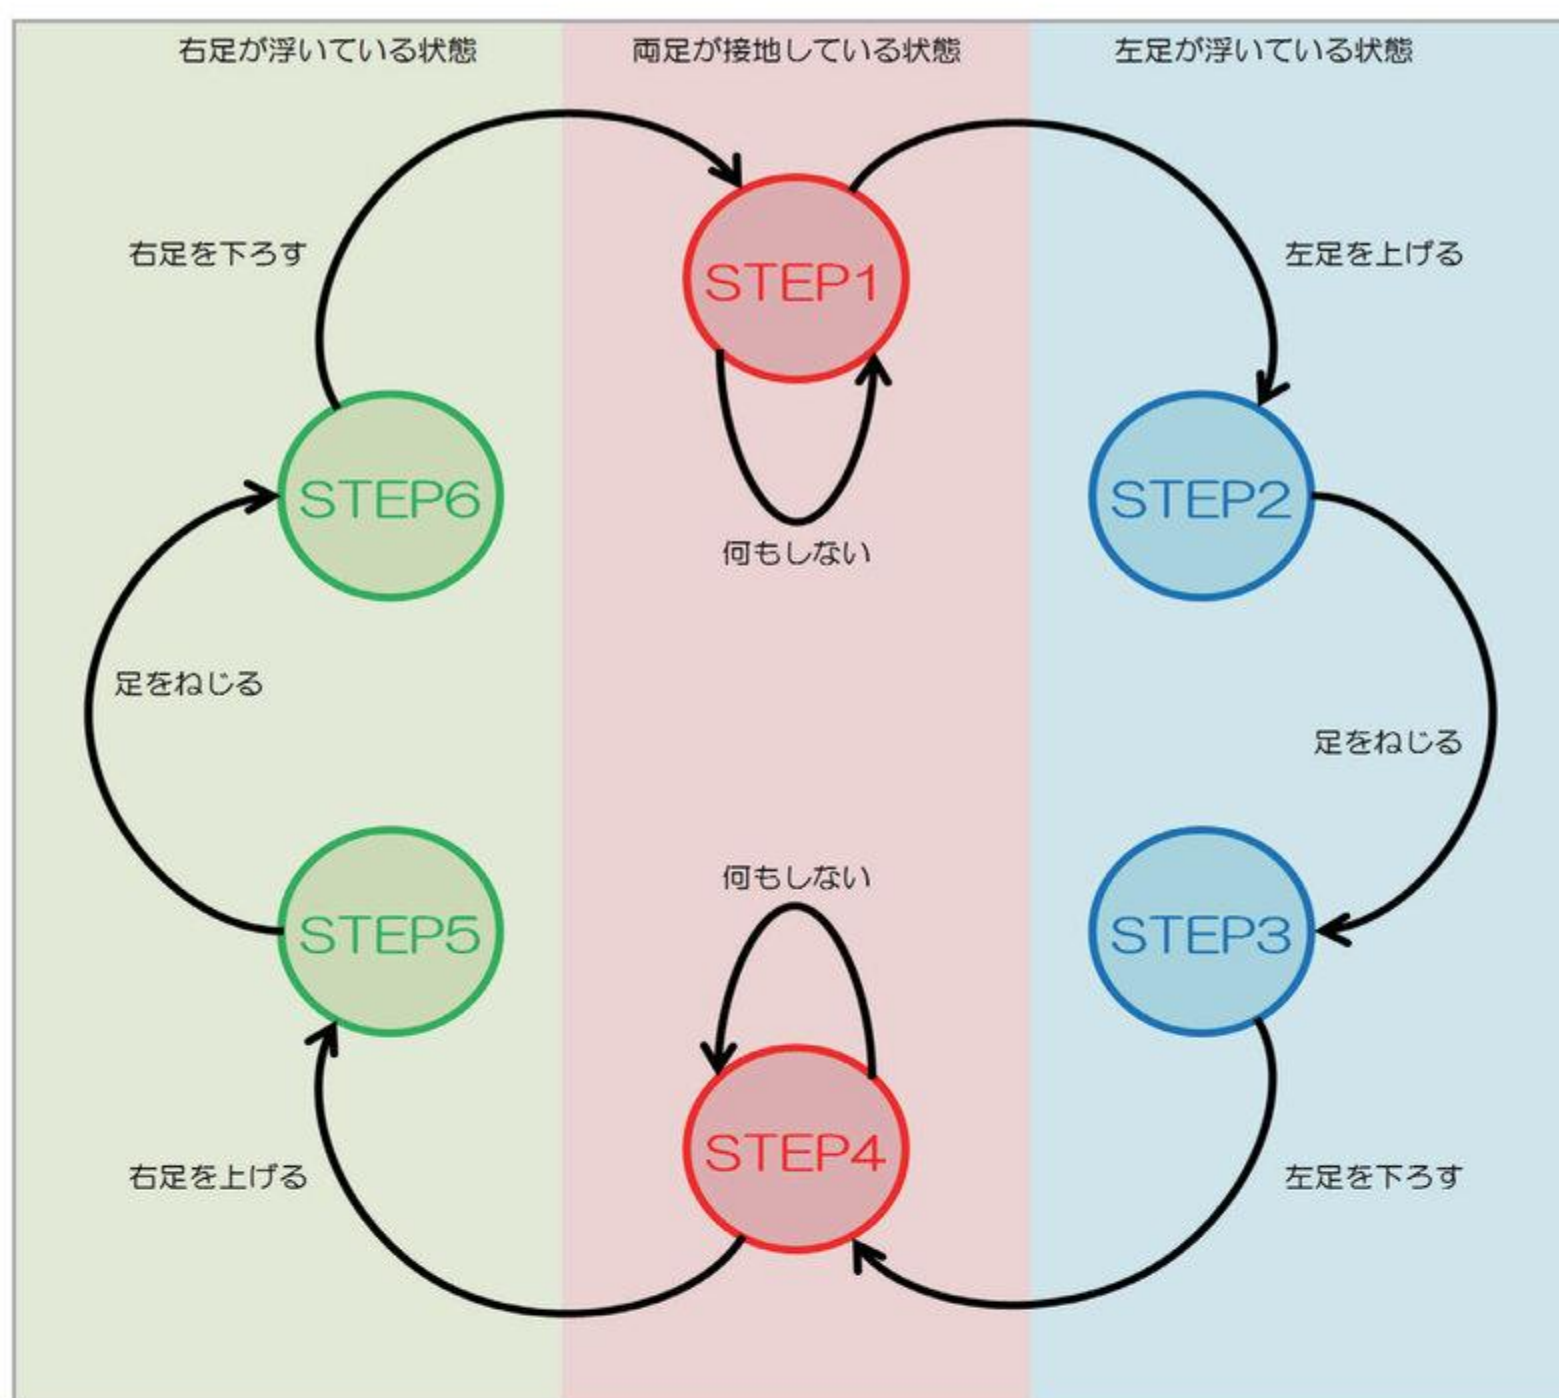 右足が浮いている状態
両足が接地している状態
左足が浮いている状態
右足を下ろす
左足を上げる
STEP1
STEP6
STEP2
何もしない
足をねじる
足をねじる
何もしない
STEP5
STEP3
STEP4
右足を上げる
左足を下ろす